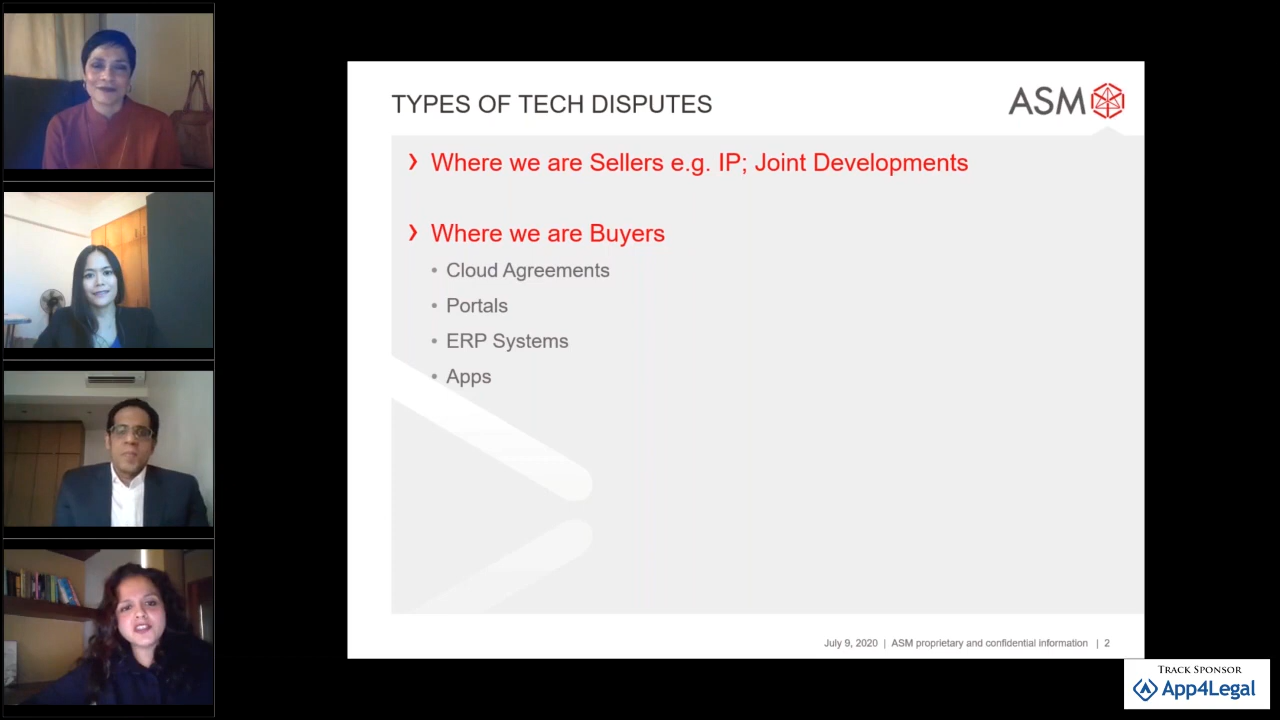 TYPES OF TECH DISPUTES
ASM
❯ Where we are Sellers e.g. IP; Joint Developments
❯ Where we are Buyers
• Cloud Agreements
• Portals
• ERP Systems
• Apps
July 9, 2020 | ASM proprietary and confidential information | 2
TRACK SPONSOR
App4Legal